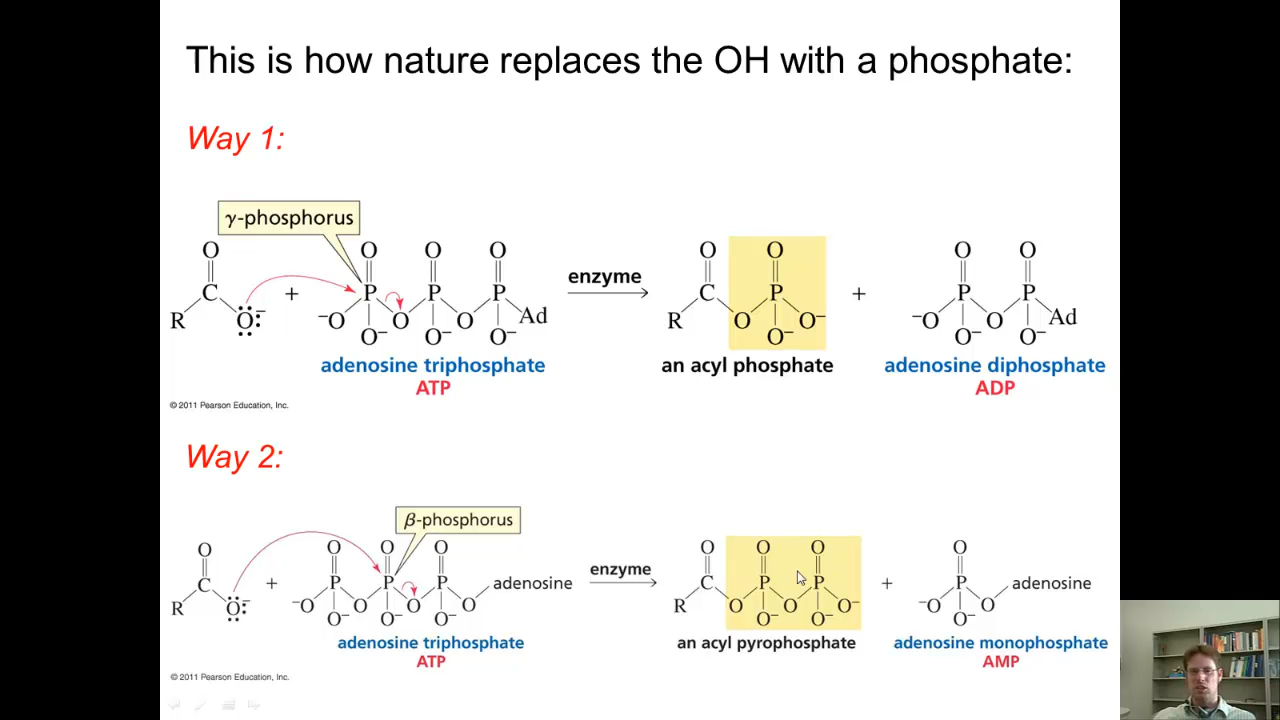 This is how nature replaces the OH with a phosphate:
Way 1:
γ-phosphorus
O O O O O O O O
R C O − + −O P O P O P Ad enzyme R C O P O− + −O P O P Ad
O− O− O− O− O− O−
adenosine triphosphate an acyl phosphate adenosine diphosphate
ATP ADP
© 2011 Pearson Education, Inc.
Way 2:
β-phosphorus
O O O O O O O O
R C O − + −O P O P O P O adenosine enzyme R C O P O P O− + −O P O adenosine
O− O− O− O− O− O−
adenosine triphosphate an acyl pyrophosphate adenosine monophosphate
ATP AMP
© 2011 Pearson Education, Inc.